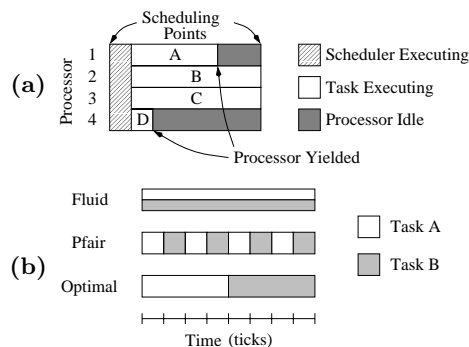 Scheduling
Points
(a)
Processor
1
2
3
4
A
B
C
D
Scheduler Executing
Task Executing
Processor Idle
Processor Yielded
(b)
Fluid
Pfair
Optimal
Task A
Task B
Time (ticks)